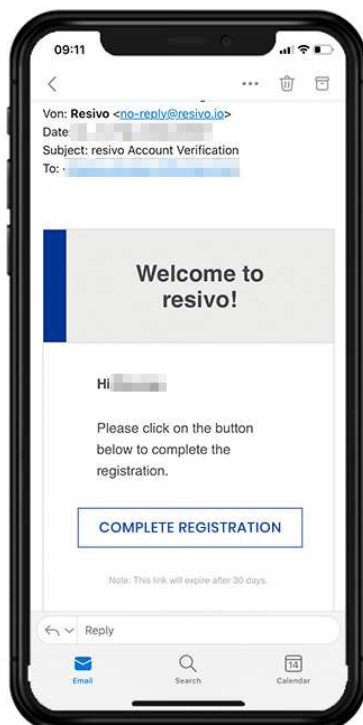 09:11
Von: Resivo <no-reply@resivo.io>
Date
Subject: resivo Account Verification
To:
Welcome to
resivo!
Hi
Please click on the button
below to complete the
registration.
COMPLETE REGISTRATION
Note: This link will expire after 30 days.
Reply
14
Email Search Calendar